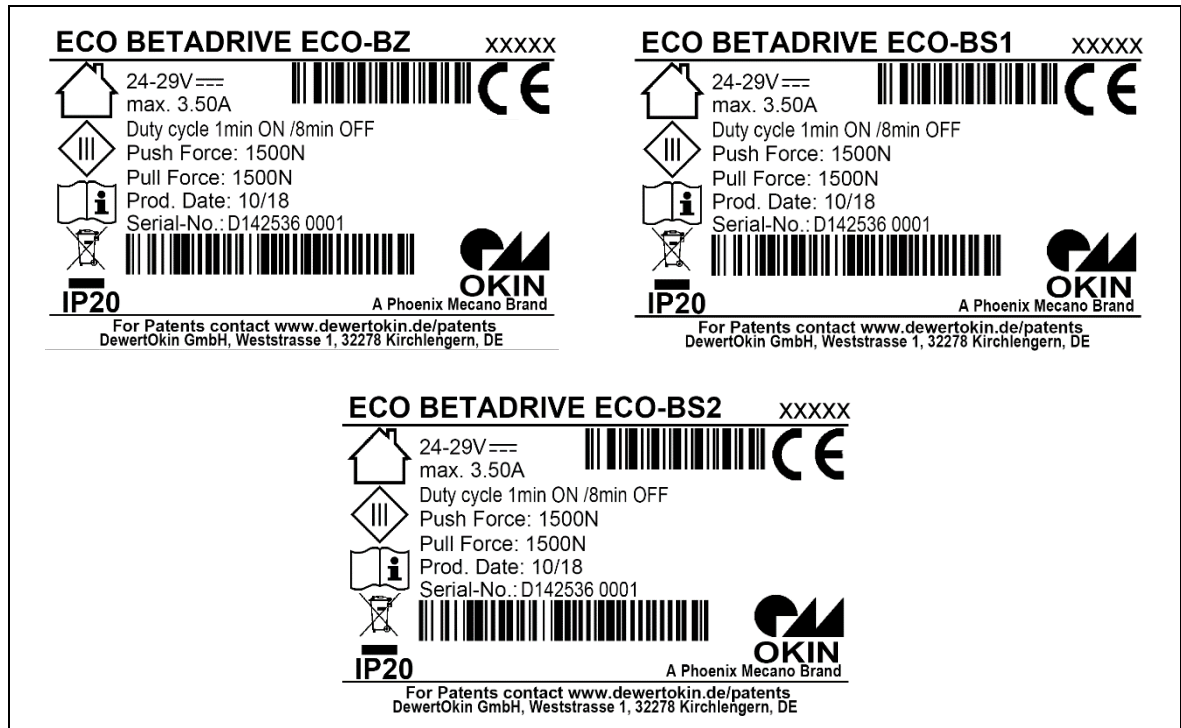 ECO BETADRIVE ECO-BZ xxxxx
24-29V
max. 3.50A
Duty cycle 1min ON /8min OFF
Push Force: 1500N
Pull Force: 1500N
Prod. Date: 10/18
Serial-No.: D142536 0001
CE
III
i
IP20
OKIN
A Phoenix Mecano Brand
For Patents contact www.dewertokin.de/patents
DewertOkin GmbH, Weststrasse 1, 32278 Kirchlengern, DE
ECO BETADRIVE ECO-BS1 xxxxx
24-29V
max. 3.50A
Duty cycle 1min ON /8min OFF
Push Force: 1500N
Pull Force: 1500N
Prod. Date: 10/18
Serial-No.: D142536 0001
CE
III
i
IP20
OKIN
A Phoenix Mecano Brand
For Patents contact www.dewertokin.de/patents
DewertOkin GmbH, Weststrasse 1, 32278 Kirchlengern, DE
ECO BETADRIVE ECO-BS2 xxxxx
24-29V
max. 3.50A
Duty cycle 1min ON /8min OFF
Push Force: 1500N
Pull Force: 1500N
Prod. Date: 10/18
Serial-No.: D142536 0001
CE
III
i
IP20
OKIN
A Phoenix Mecano Brand
For Patents contact www.dewertokin.de/patents
DewertOkin GmbH, Weststrasse 1, 32278 Kirchlengern, DE